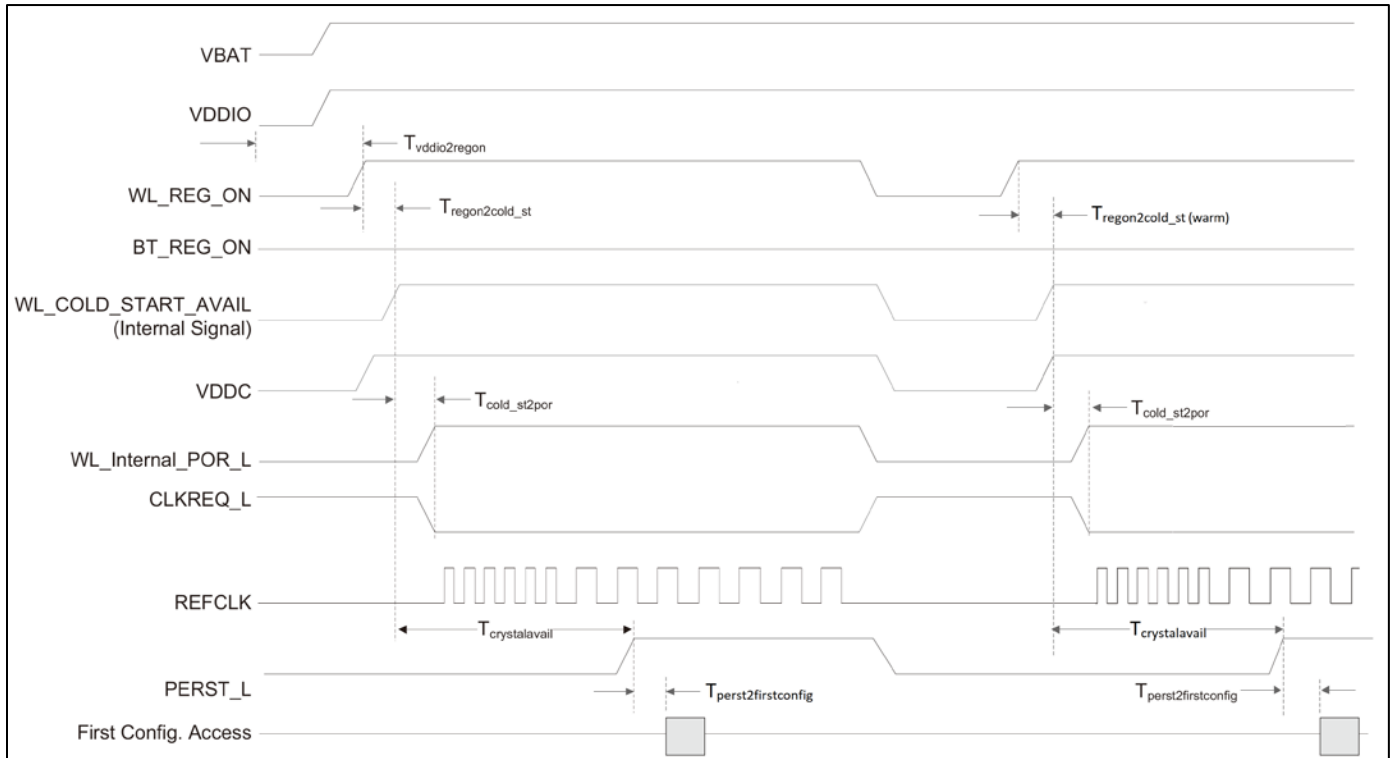 VBAT
VDDIO
Tvddio2regon
WL_REG_ON
Tregon2cold_st
Tregon2cold_st (warm)
BT_REG_ON
WL_COLD_START_AVAIL
(Internal Signal)
VDDC
Tcold_st2por
Tcold_st2por
WL_Internal_POR_L
CLKREQ_L
REFCLK
Tcrystalavail
Tcrystalavail
PERST_L
Tperst2firstconfig
Tperst2firstconfig
First Config. Access